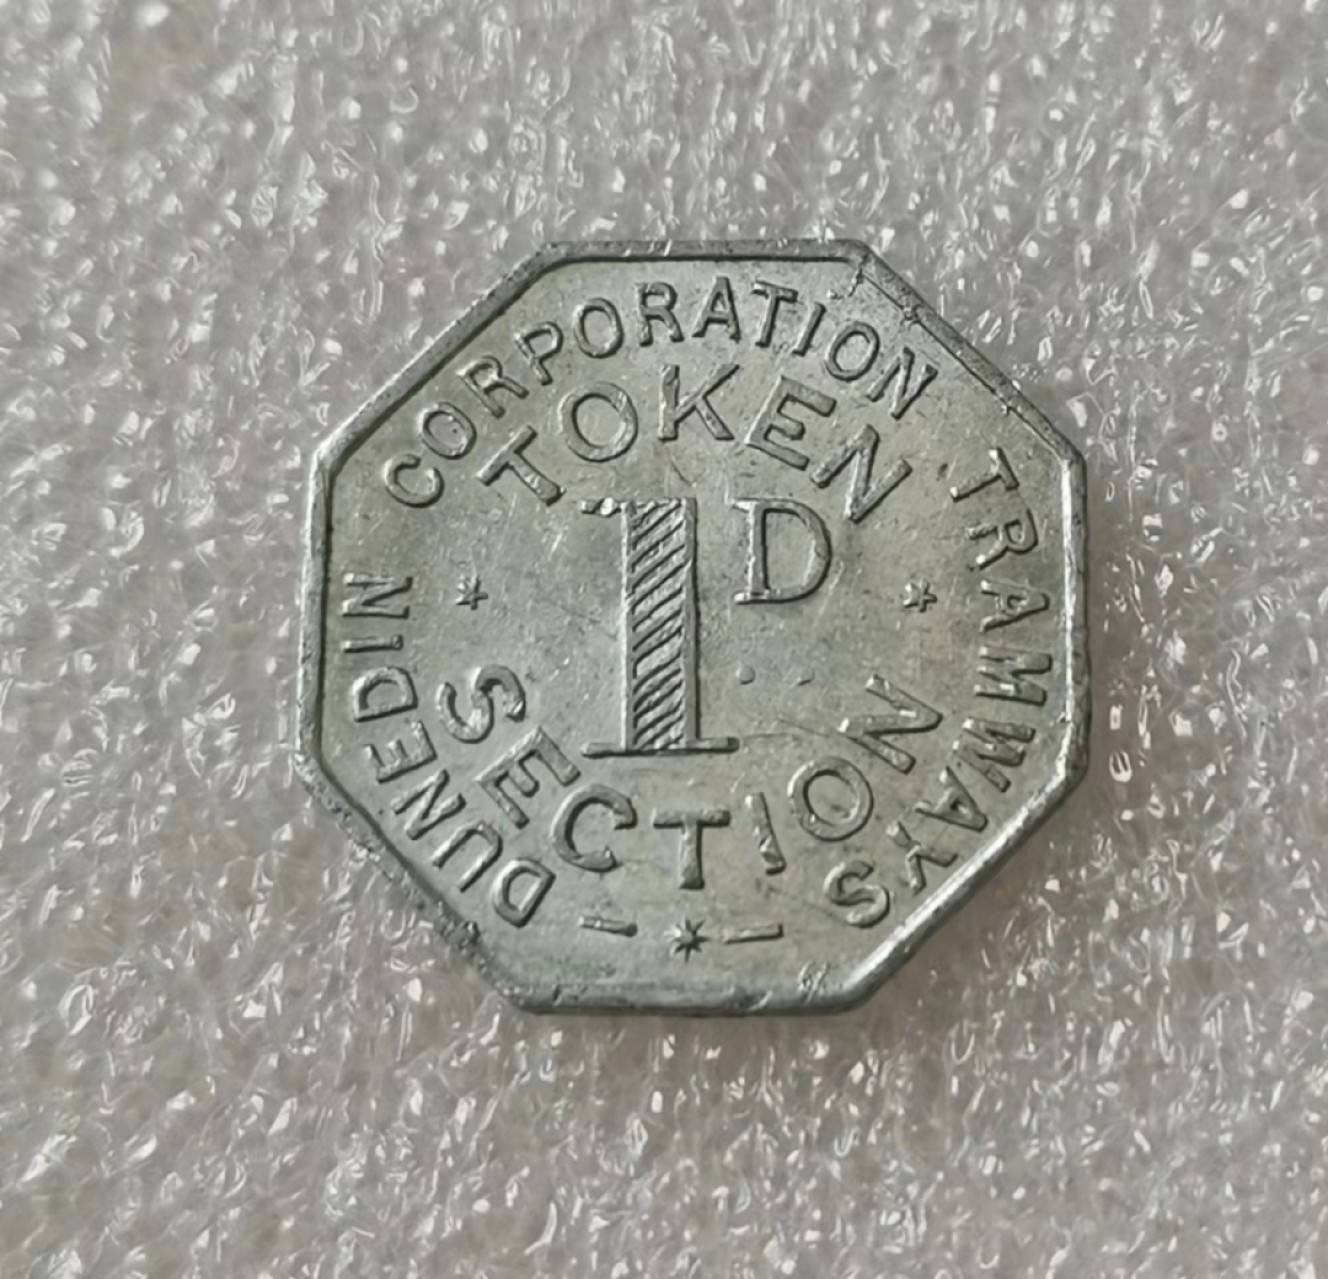 DUNEDIN CORPORATION TRAMWAYS
TOKEN
1D
SECTION